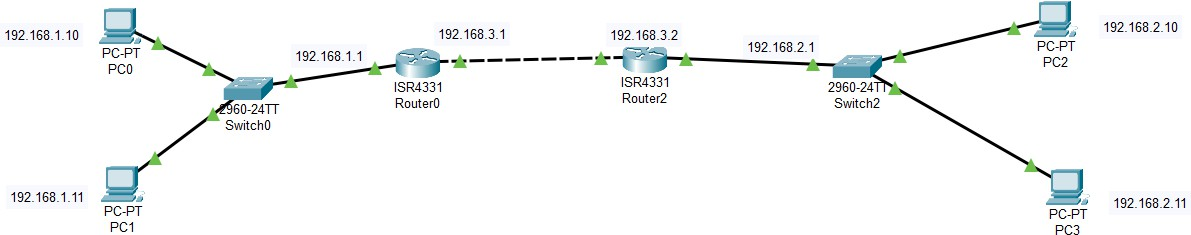 192.168.1.10
PC-PT
PC0
192.168.1.11
PC-PT
PC1
2960-24TT
Switch0
192.168.1.1
ISR4331
Router0
192.168.3.1
192.168.3.2
ISR4331
Router2
192.168.2.1
2960-24TT
Switch2
PC-PT
PC2
192.168.2.10
PC-PT
PC3
192.168.2.11